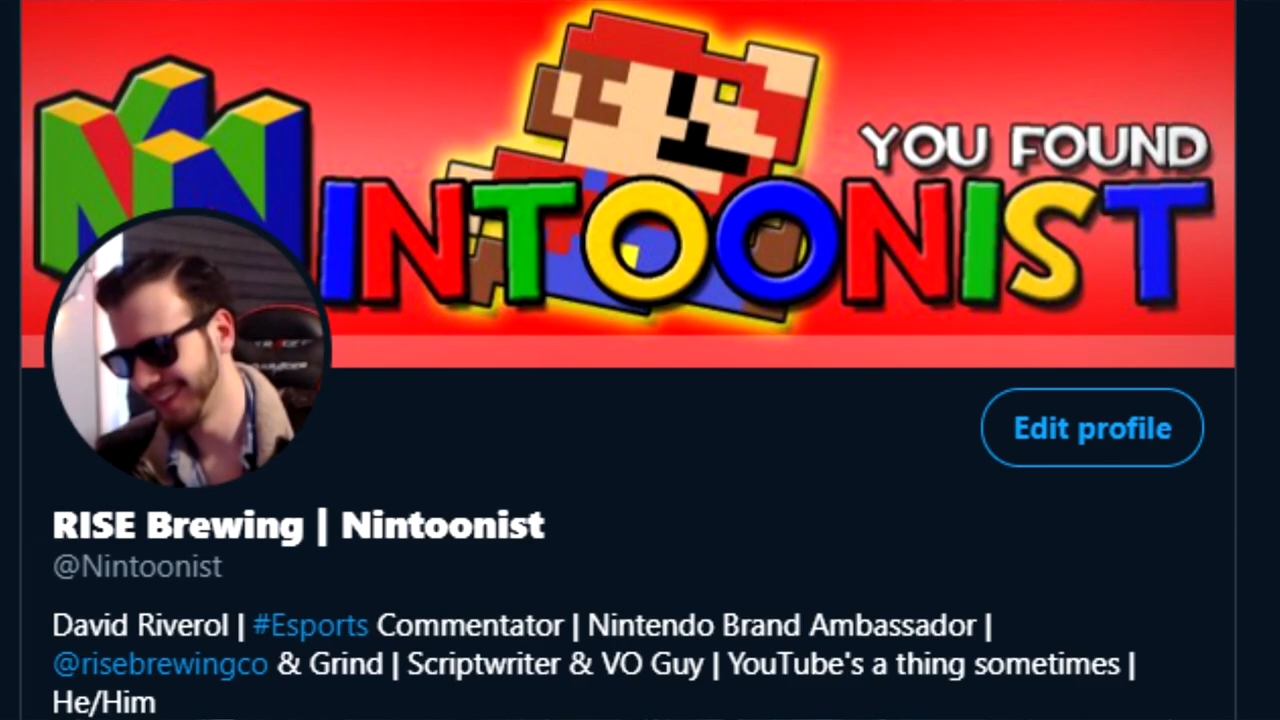 YOU FOUND
NINTOONIST
Edit profile
RISE Brewing | Nintoonist
@Nintoonist
David Riverol | #Esports Commentator | Nintendo Brand Ambassador |
@risebrewingco & Grind | Scriptwriter & VO Guy | YouTube's a thing sometimes |
He/Him